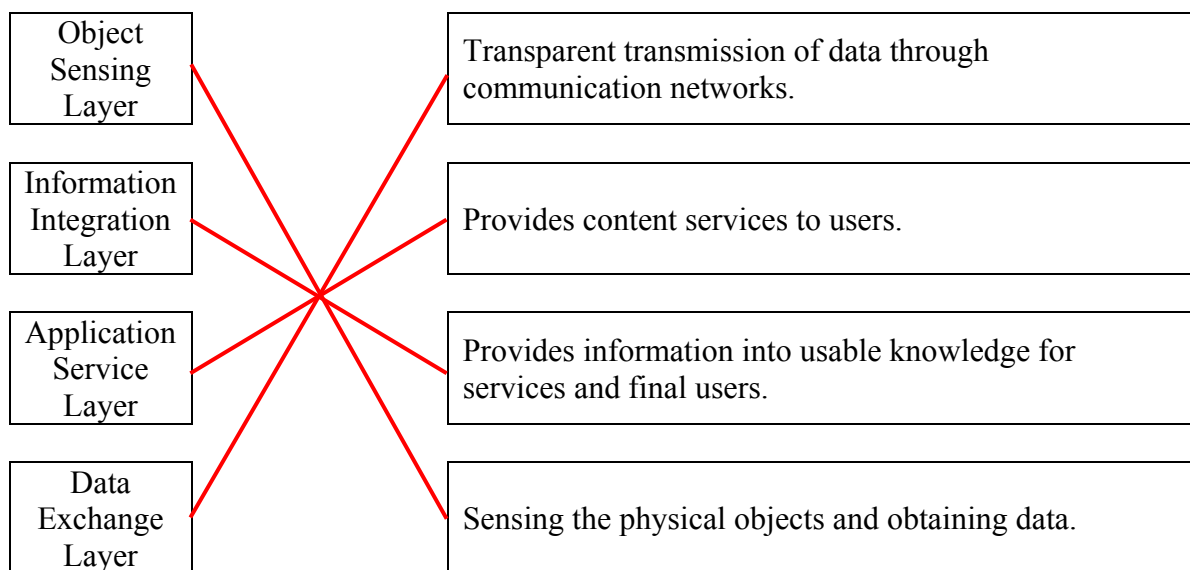 Object
Sensing
Layer
Transparent transmission of data through
communication networks.
Information
Integration
Layer
Provides content services to users.
Application
Service
Layer
Provides information into usable knowledge for
services and final users.
Data
Exchange
Layer
Sensing the physical objects and obtaining data.